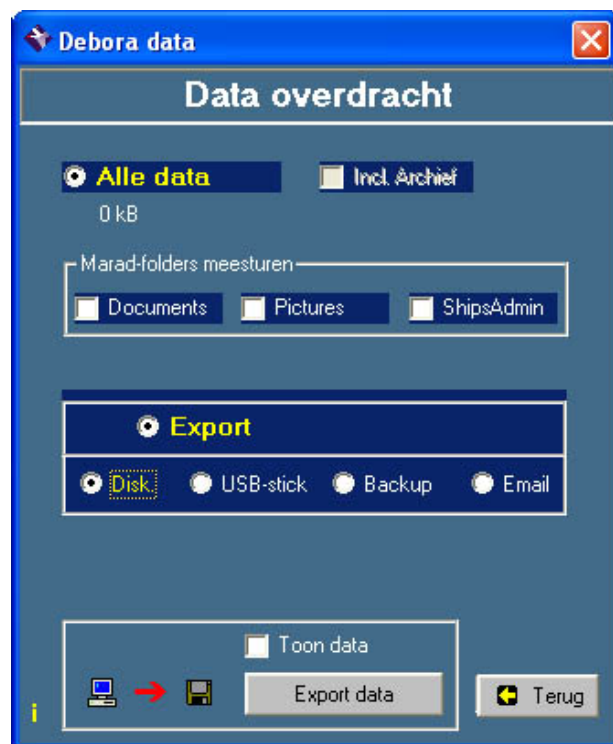 Debora data
Data overdracht
Alle data Incl. Archief
0 kB
Marad-folders meesturen
Documents Pictures ShipsAdmin
Export
Disk. USB-stick Backup Email
Toon data
Export data Terug
i